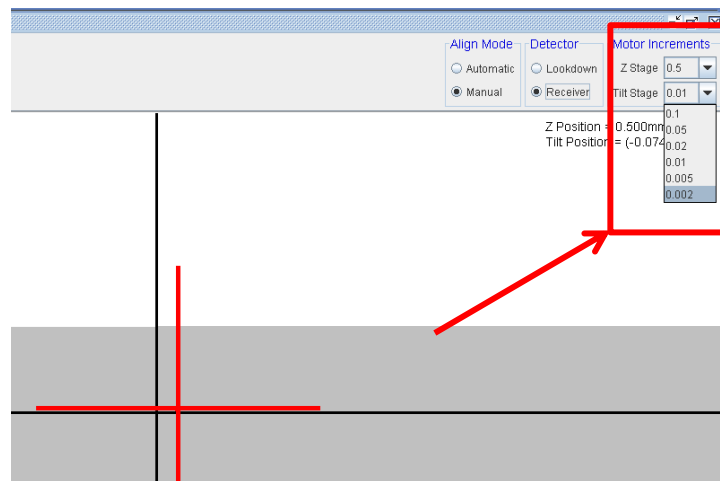 Align Mode Detector Motor Increments
Automatic Lookdown Z Stage 0.5
Manual Receiver Tilt Stage 0.01
0.1
0.05
0.02
0.01
0.005
0.002
Z Position = 0.500mm
Tilt Position = (-0.074